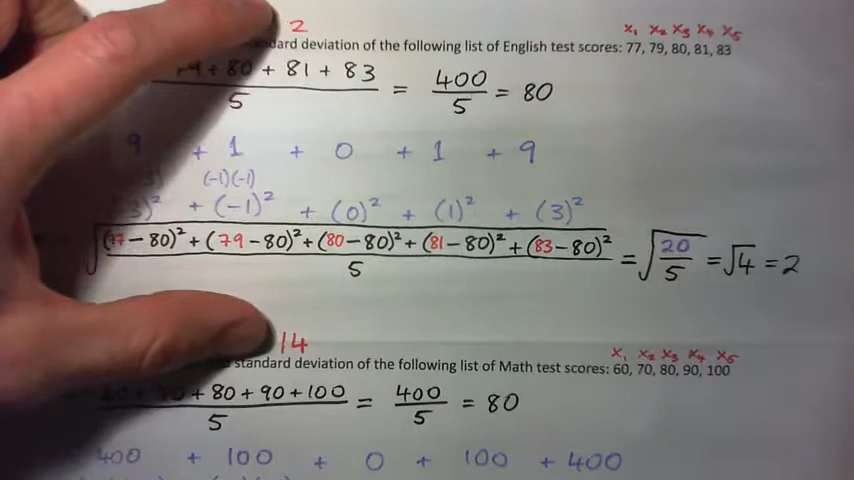 2 x₁ x₂ x₃ x₄ x₅
deviation of the following list of English test scores: 77, 79, 80, 81, 83
+ 80 + 81 + 83 / 5 = 400 / 5 = 80
9 + 1 + 0 + 1 + 9
(-1)(-1)
3)² + (-1)² + (0)² + (1)² + (3)²
√(77-80)² + (79-80)² + (80-80)² + (81-80)² + (83-80)² / 5 = √20/5 = √4 = 2
14 x₁ x₂ x₃ x₄ x₅
standard deviation of the following list of Math test scores: 60, 70, 80, 90, 100
+ 80 + 90 + 100 / 5 = 400 / 5 = 80
400 + 100 + 0 + 100 + 400